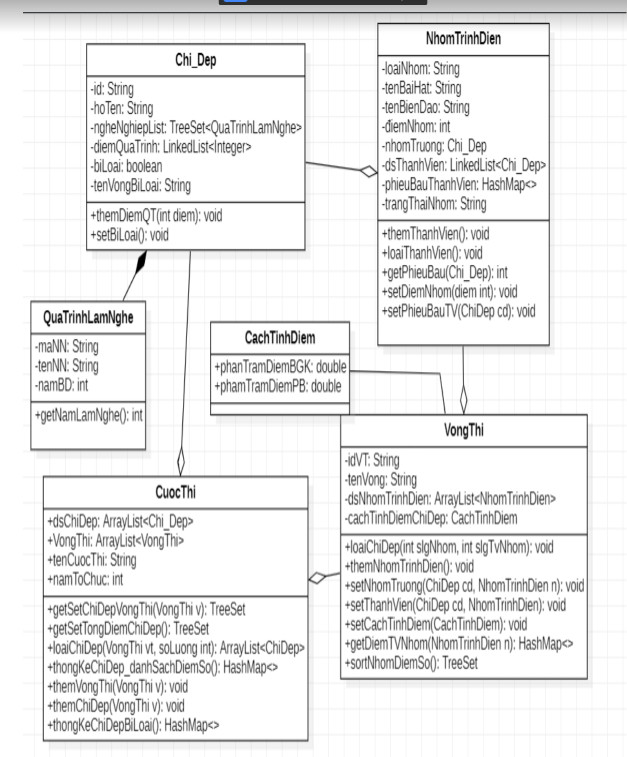 Chi_Dep
-id: String
-hoTen: String
-ngheNghiepList: TreeSet<QuaTrinhLamNghe>
-diemQuaTrinh: LinkedList<Integer>
-biLoai: boolean
-tenVongBiLoai: String
+themDiemQT(int diem): void
+setBiLoai(): void
NhomTrinhDien
-loaiNhom: String
-tenBaiHat: String
-tenBienDao: String
-điemNhom: int
-nhomTruong: Chi_Dep
-dsThanhVien: LinkedList<Chi_Dep>
-phieuBauThanhVien: HashMap<>
-trangThaiNhom: String
+themThanhVien(): void
+loaiThanhVien(): void
+getPhieuBau(Chi_Dep): int
+setDiemNhom(diem int): void
+setPhieuBauTV(ChiDep cd): void
QuaTrinhLamNghe
-maNN: String
-tenNN: String
-namBD: int
+getNamLamNghe(): int
CachTinhDiem
+phanTramDiemBGK: double
+phamTramDiemPB: double
VongThi
-idVT: String
-tenVong: String
-dsNhomTrinhDien: ArrayList<NhomTrinhDien>
-cachTinhDiemChiDep: CachTinhDiem
+loaiChiDep(int slgNhom, int slgTvNhom): void
+themNhomTrinhDien(): void
+setNhomTruong(ChiDep cd, NhomTrinhDien n): void
+setThanhVien(ChiDep cd, NhomTrinhDien): void
+setCachTinhDiem(CachTinhDiem): void
+getDiemTVNhom(NhomTrinhDien n): HashMap<>
+sortNhomDiemSo(): TreeSet
CuocThi
+dsChiDep: ArrayList<Chi_Dep>
+VongThi: ArrayList<VongThi>
+tenCuocThi: String
+namToChuc: int
+getSetChiDepVongThi(VongThi v): TreeSet
+getSetTongDiemChiDep(): TreeSet
+loaiChiDep(VongThi vt, soLuong int): ArrayList<ChiDep>
+thongKeChiDep_danhSachDiemSo(): HashMap<>
+themVongThi(VongThi v): void
+themChiDep(VongThi v): void
+thongKeChiDepBiLoai(): HashMap<>